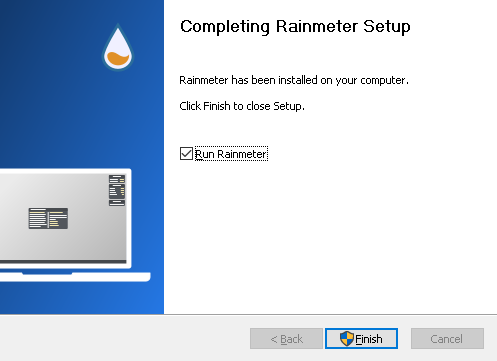 Completing Rainmeter Setup
Rainmeter has been installed on your computer.
Click Finish to close Setup.
Run Rainmeter
< Back
Finish
Cancel